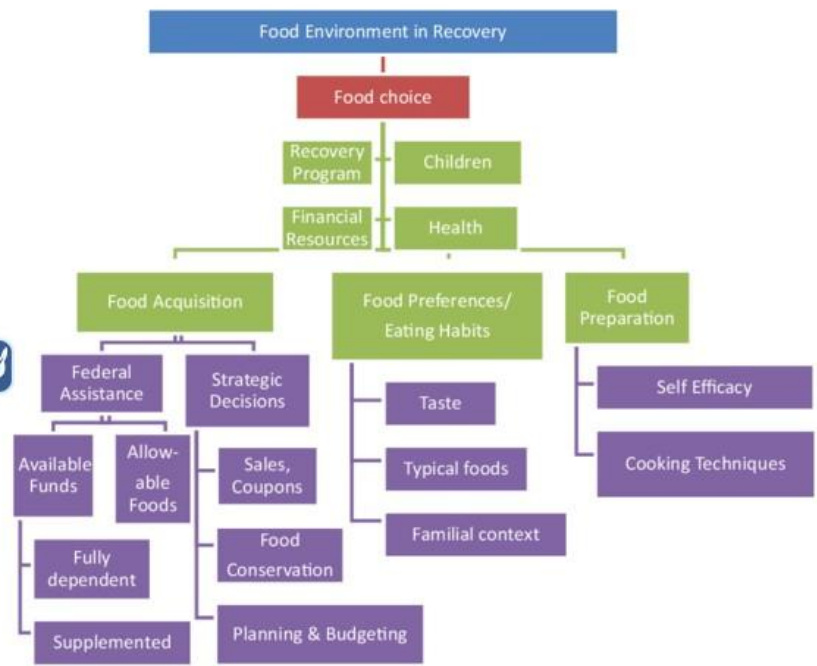 Food Environment in Recovery
Food choice
Recovery
Program
Children
Financial
Resources
Health
Food Acquisition
Food Preferences/
Eating Habits
Food
Preparation
Federal
Assistance
Strategic
Decisions
Taste
Self Efficacy
Available
Funds
Allow-
able
Foods
Sales,
Coupons
Typical foods
Cooking Techniques
Fully
dependent
Food
Conservation
Familial context
Supplemented
Planning & Budgeting